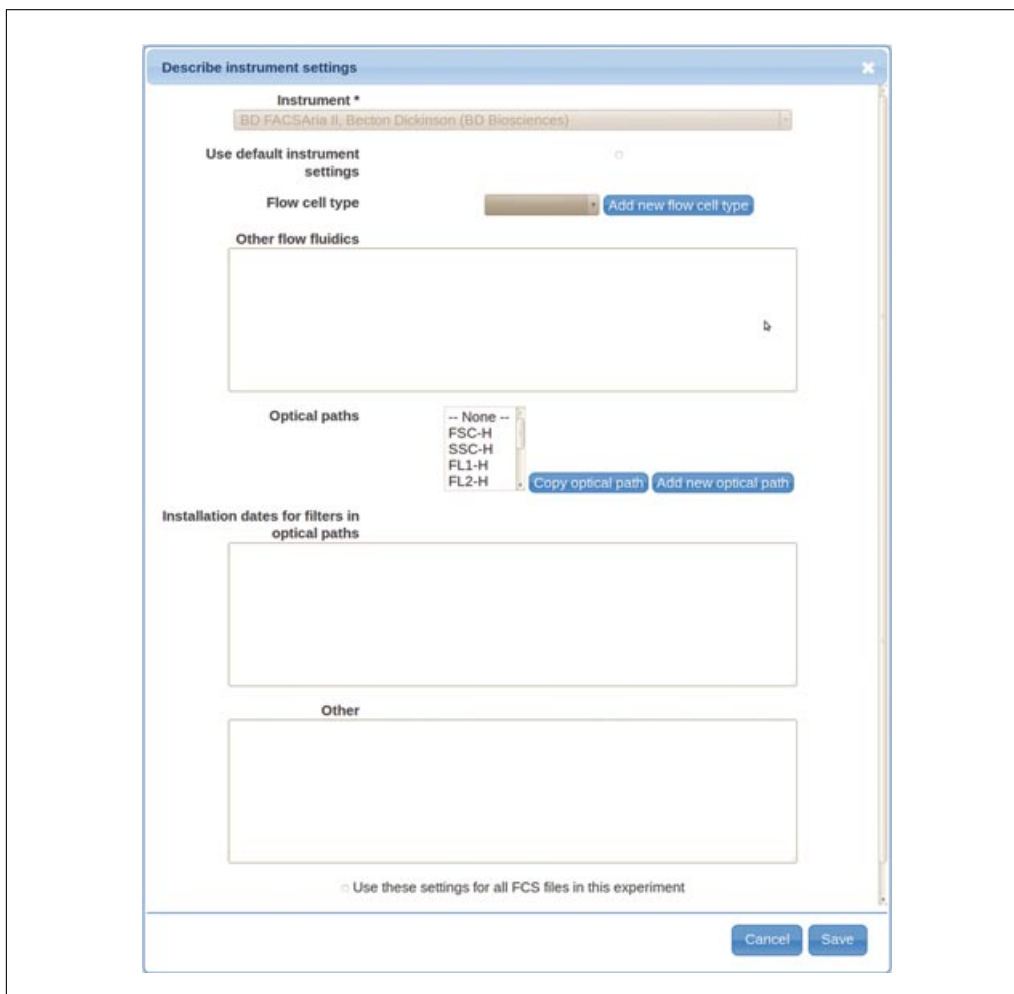 Describe instrument settings
Instrument *
BD FACSAria II, Becton Dickinson (BD Biosciences)
Use default instrument
settings
Flow cell type
Add new flow cell type
Other flow fluidics
Optical paths
-- None --
FSC-H
SSC-H
FL1-H
FL2-H
Copy optical path Add new optical path
Installation dates for filters in
optical paths
Other
Use these settings for all FCS files in this experiment
Cancel Save